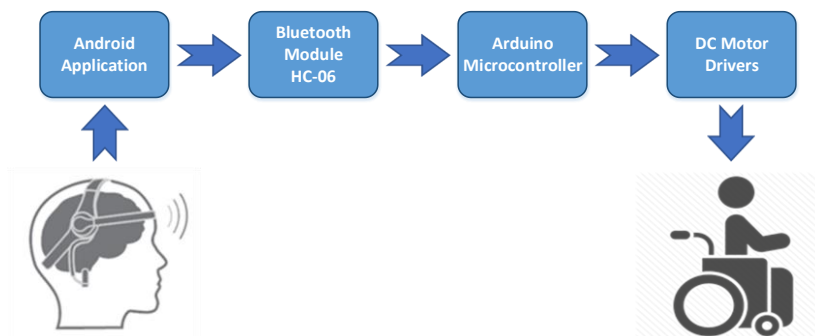 Android
Application
Bluetooth
Module
HC-06
Arduino
Microcontroller
DC Motor
Drivers